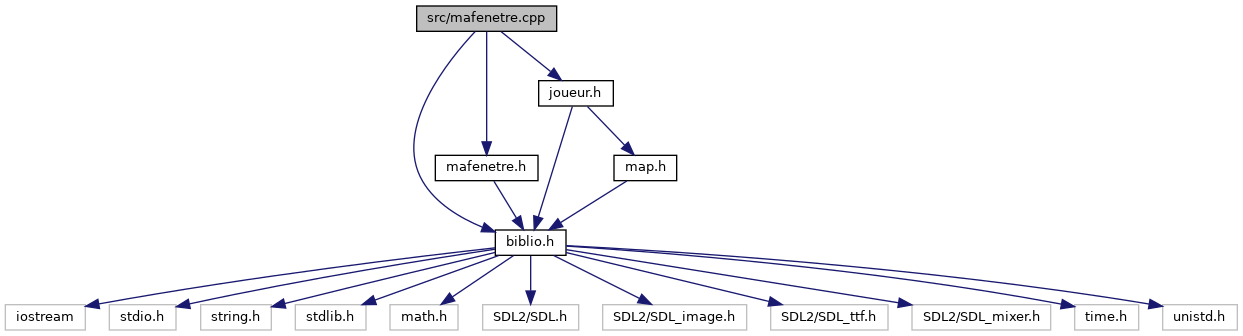 src/mafenetre.cpp
joueur.h
mafenetre.h
map.h
biblio.h
iostream
stdio.h
string.h
stdlib.h
math.h
SDL2/SDL.h
SDL2/SDL_image.h
SDL2/SDL_ttf.h
SDL2/SDL_mixer.h
time.h
unistd.h